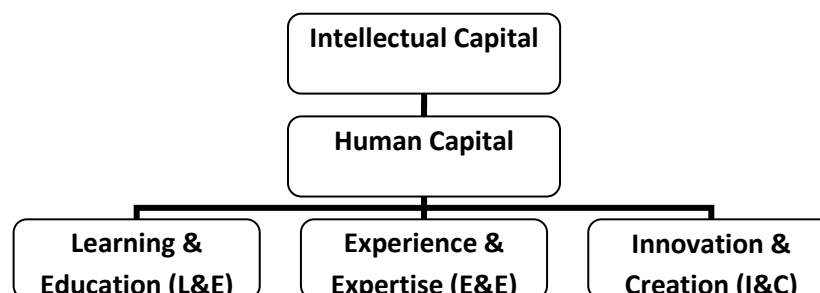 Intellectual Capital
Human Capital
Learning &
Education (L&E)
Experience &
Expertise (E&E)
Innovation &
Creation (I&C)